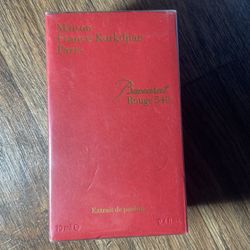 Maison
Francis Kurkdjian
Paris
Baccarat
Rouge 540
Extrait de parfum